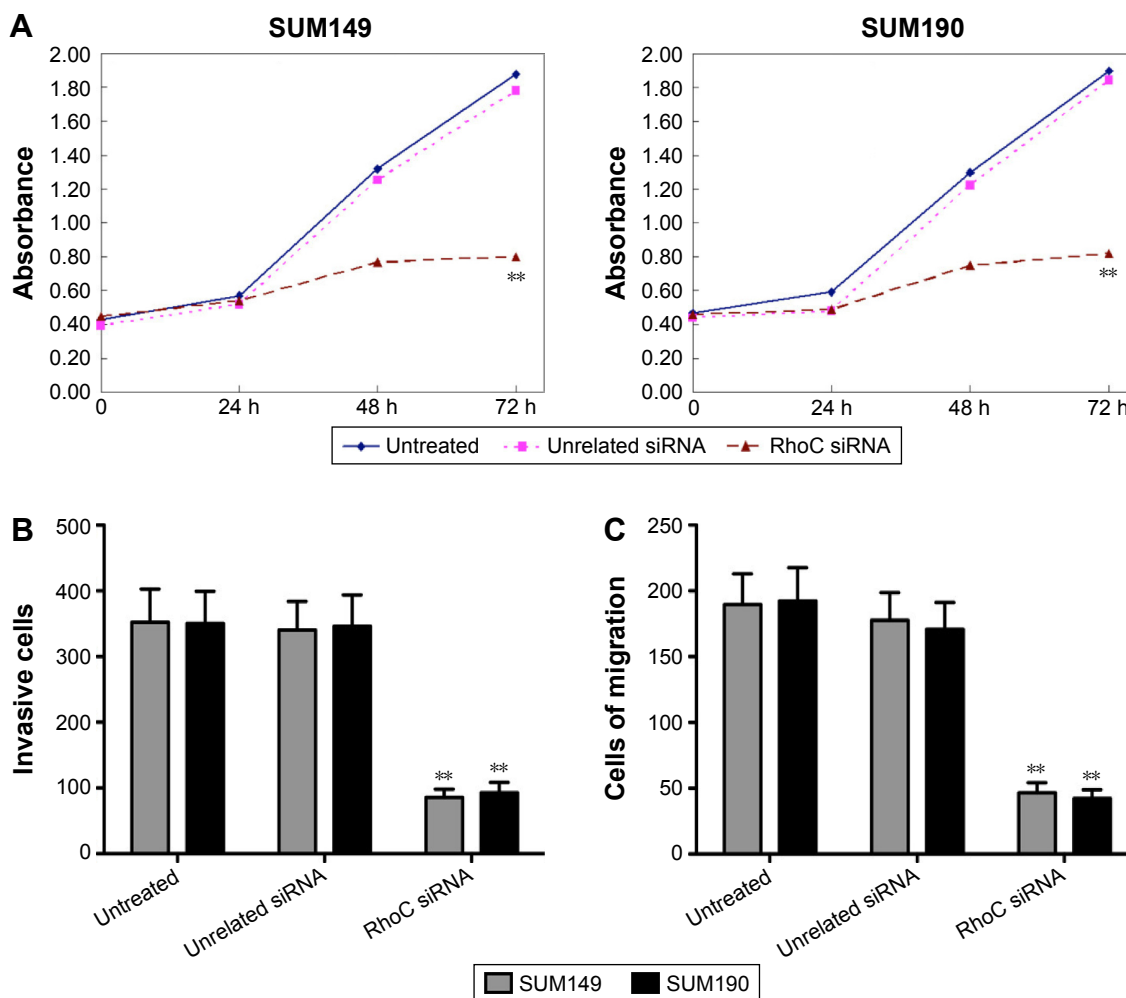 A
SUM149
SUM190
Absorbance
2.00
1.80
1.60
1.40
1.20
1.00
0.80
0.60
0.40
0.20
0.00
**
0 24 h 48 h 72 h
Absorbance
2.00
1.80
1.60
1.40
1.20
1.00
0.80
0.60
0.40
0.20
0.00
**
0 24 h 48 h 72 h
Untreated Unrelated siRNA RhoC siRNA
B
Invasive cells
500
400
300
100
0
** **
Untreated Unrelated siRNA RhoC siRNA
C
Cells of migration
250
200
150
100
50
0
** **
Untreated Unrelated siRNA RhoC siRNA
SUM149 SUM190